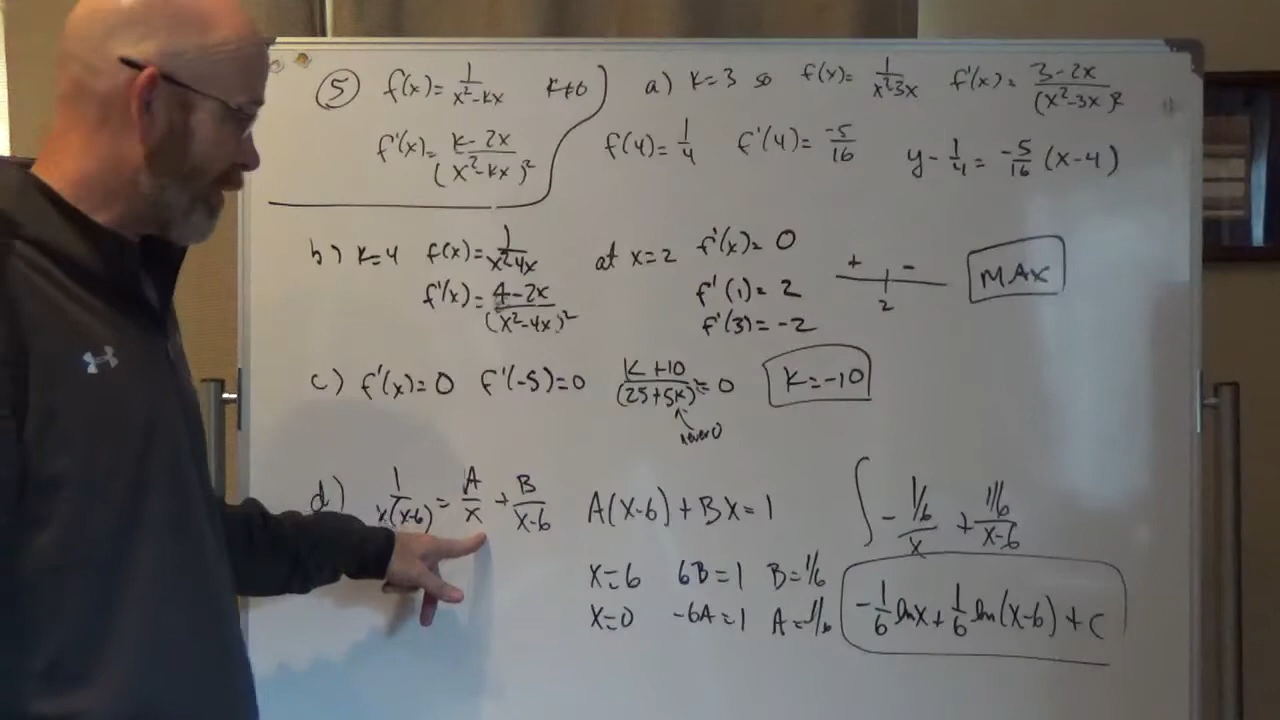 ⑤ f(x)= 1/(x²-kx) k≠0
f'(x)= (k-2x)/(x²-kx)²
a) k=3 so f(x)= 1/(x²3x) f'(x)= (3-2x)/(x²-3x)²
f(4)= 1/4 f'(4)= -5/16 y-1/4= -5/16 (x-4)
b) k=4 f(x)= 1/(x²4x) at x=2 f'(x)= 0
f'(x)= (4-2x)/(x²-4x)² f'(1)= 2
f'(3)= -2
+ -
2
MAX
c) f'(x)=0 f'(-5)=0 (k+10)/(25+5k)²=0 k=-10
never 0
d) 1/(x(x-6)) = A/x + B/(x-6) A(x-6)+Bx=1
x=6 6B=1 B=1/6
x=0 -6A=1 A=-1/6
∫ -(1/6)/x + (1/6)/(x-6)
-1/6 ln x + 1/6 ln(x-6) + C